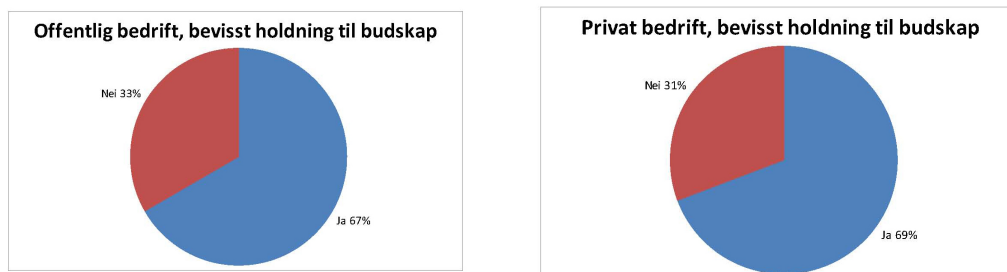 Offentlig bedrift, bevisst holdning til budskap
Nei 33%
Ja 67%
Privat bedrift, bevisst holdning til budskap
Nei 31%
Ja 69%